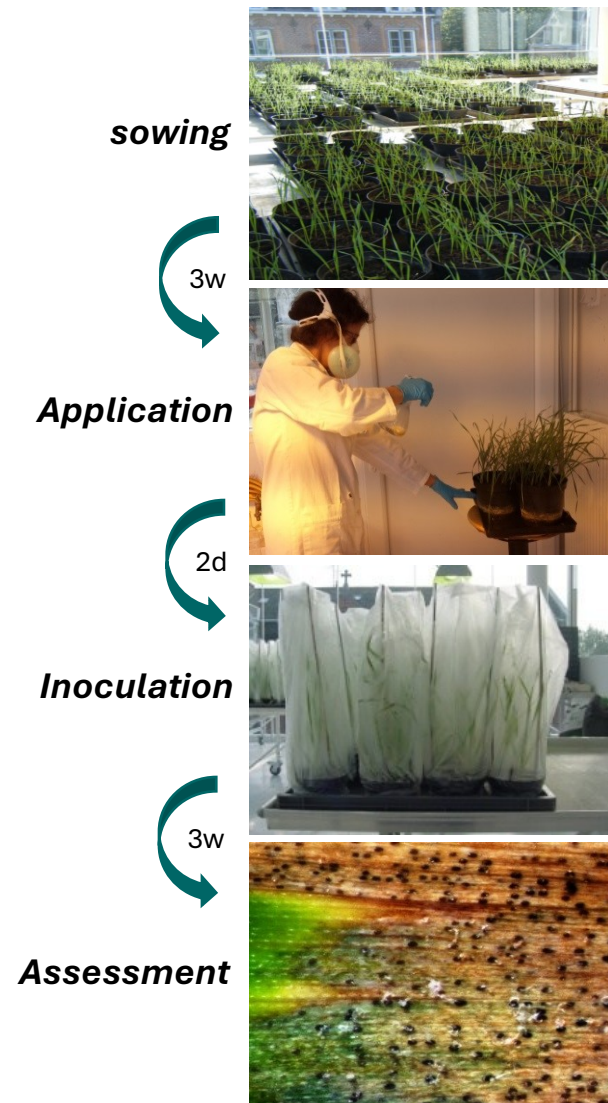 sowing
3w
Application
2d
Inoculation
3w
Assessment